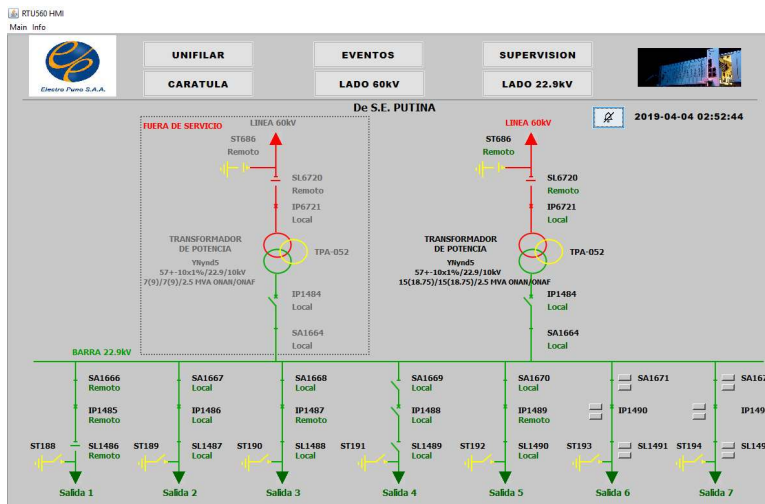 RTU560 HMI
Main Info
Electro Puno S.A.A.
UNIFILAR
EVENTOS
SUPERVISION
CARATULA
LADO 60kV
LADO 22.9kV
De S.E. PUTINA
2019-04-04 02:52:44
FUERA DE SERVICIO
LINEA 60kV
ST686
Remoto
SL6720
Remoto
IP6721
Local
TRANSFORMADOR
DE POTENCIA
YNynd5
57+-10x1%/22.9/10kV
7(9)/7(9)/2.5 MVA ONAN/ONAF
TPA-052
IP1484
Local
SA1664
Local
LINEA 60kV
ST686
Remoto
SL6720
Remoto
IP6721
Local
TRANSFORMADOR
DE POTENCIA
YNynd5
57+-10x1%/22.9/10kV
15(18.75)/15(18.75)/2.5 MVA ONAN/ONAF
TPA-052
IP1484
Local
SA1664
Local
BARRA 22.9kV
SA1666
Remoto
IP1485
Local
ST188
SL1486
Remoto
Salida 1
SA1667
Local
IP1486
Local
ST189
SL1487
Local
Salida 2
SA1668
Local
IP1487
Remoto
ST190
SL1488
Local
Salida 3
SA1669
Local
IP1488
Local
ST191
SL1489
Local
Salida 4
SA1670
Local
IP1489
Remoto
ST192
SL1490
Local
Salida 5
SA1671
IP1490
ST193
SL1491
Salida 6
SA167
IP149
ST194
SL149
Salida 7